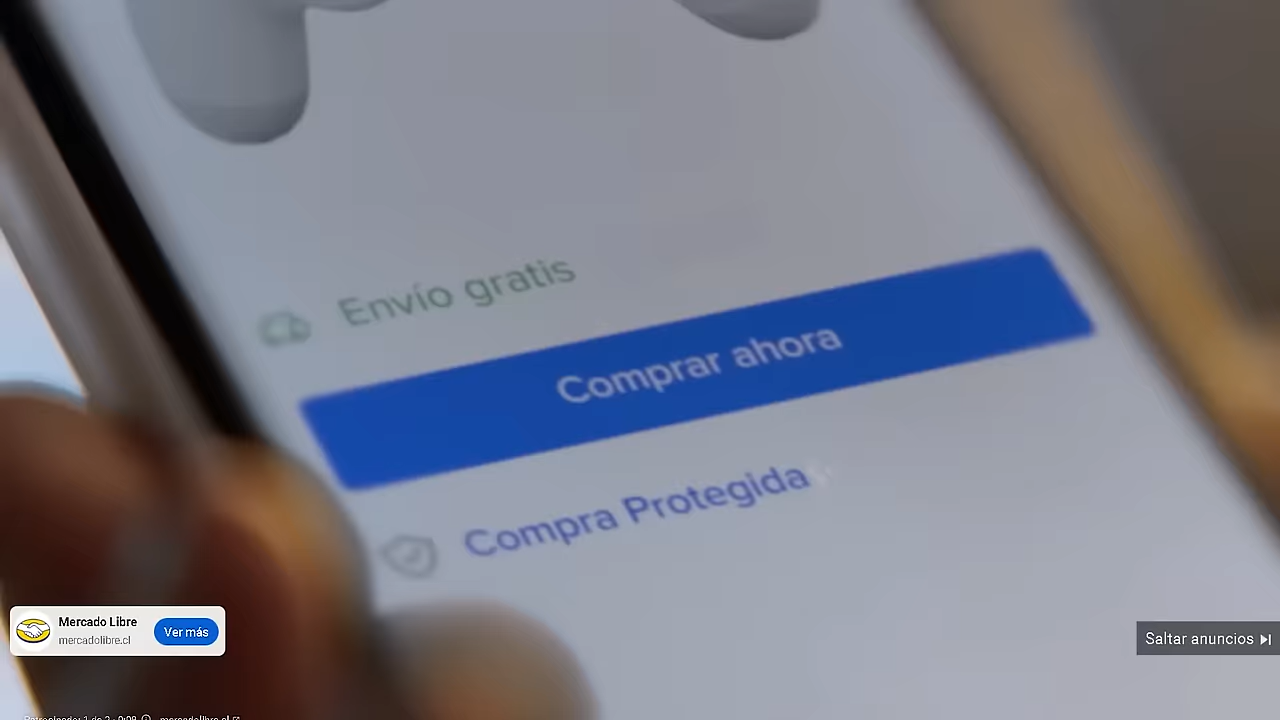 Envío gratis
Comprar ahora
Compra Protegida
Mercado Libre
mercadolibre.cl
Ver más
Saltar anuncios